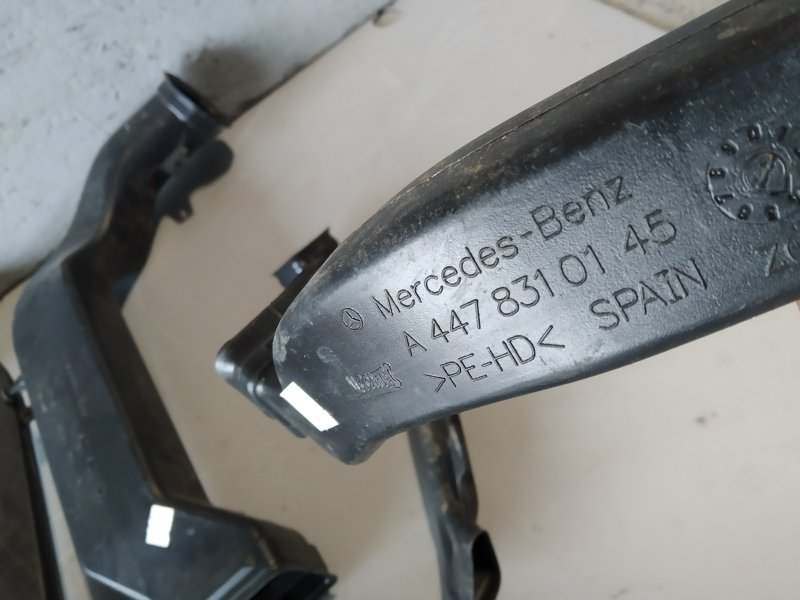 Mercedes-Benz
A 447 831 01 45
>PE-HD< SPAIN